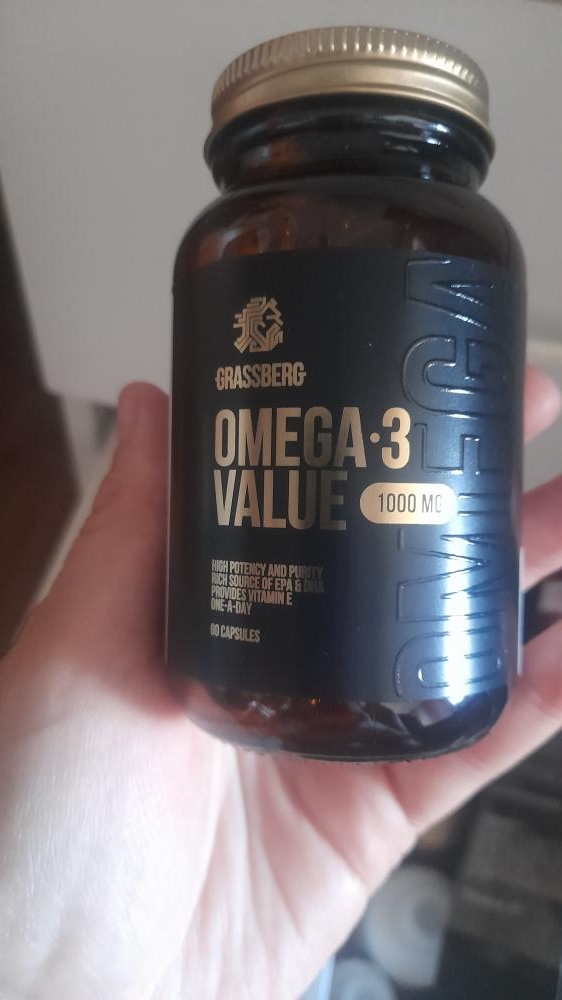 GRASSBERG
OMEGA·3
VALUE 1000 MG
HIGH POTENCY AND PURITY
RICH SOURCE OF EPA & DHA
PROVIDES VITAMIN E
ONE-A-DAY
60 CAPSULES
OMEGA